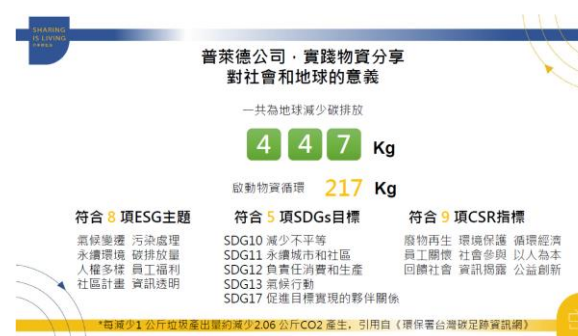 SHARING
IS LIVING
普萊德公司，實踐物資分享
對社會和地球的意義
一共為地球減少碳排放
4 4 7 Kg
啟動物資循環 217 Kg
符合 8 項ESG主題
氣候變遷 污染處理
永續環境 碳排放量
人權多樣 員工福利
社區計畫 資訊透明
符合 5 項SDGs目標
SDG10 減少不平等
SDG11 永續城市和社區
SDG12 負責任消費和生產
SDG13 氣候行動
SDG17 促進目標實現的夥伴關係
符合 9 項CSR指標
廢物再生 環境保護 循環經濟
員工關懷 社會參與 以人為本
回饋社會 資訊揭露 公益創新
*每減少1 公斤垃圾產出量約減少2.06 公斤CO2 產生，引用自《環保署台灣碳足跡資訊網》